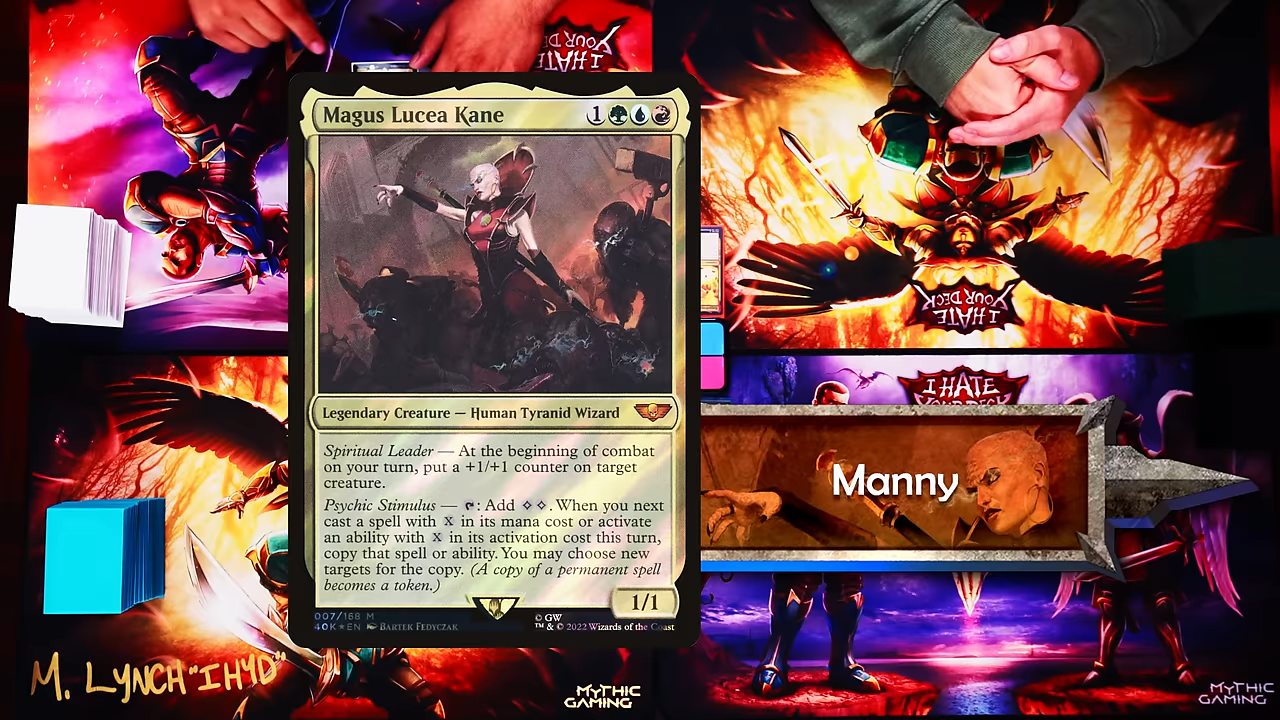 I HATE
YOUR DECK
Magus Lucea Kane
1
Legendary Creature — Human Tyranid Wizard
Spiritual Leader — At the beginning of combat
on your turn, put a +1/+1 counter on target
creature.
Psychic Stimulus — : Add . When you next
cast a spell with X in its mana cost or activate
an ability with X in its activation cost this turn,
copy that spell or ability. You may choose new
targets for the copy. (A copy of a permanent spell
becomes a token.)
1/1
007/168 M
40K★EN Bartek Fedyczak
© GW
™ & © 2022 Wizards of the Coast
I HATE
YOUR DECK
I HATE
YOUR DECK
Manny
M. LYNCH "IHYD"
MYTHIC
GAMING
MYTHIC
GAMING